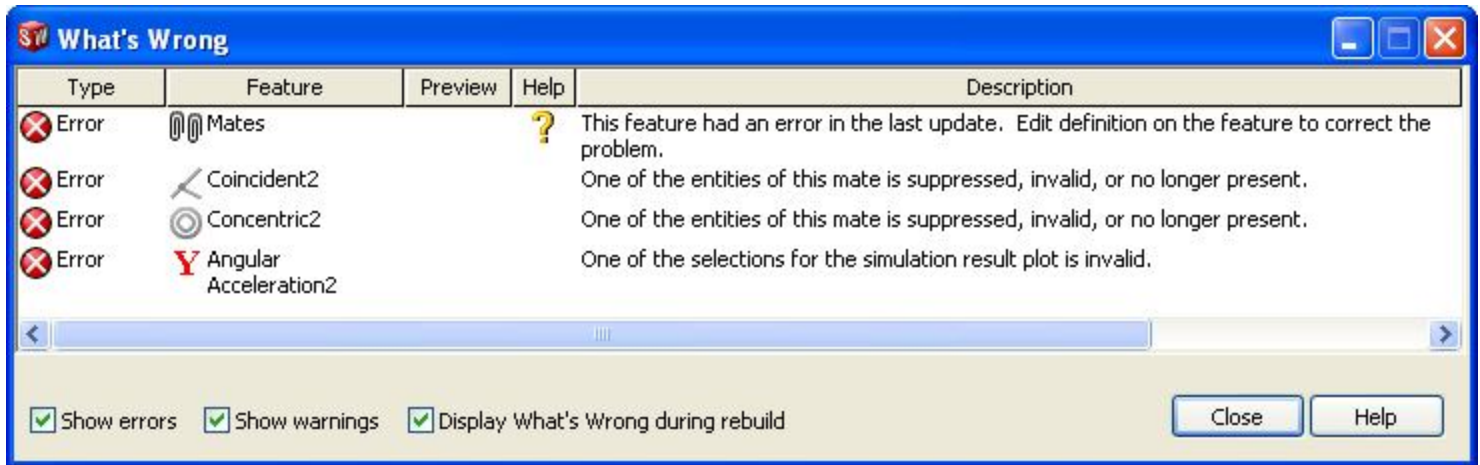 SW What's Wrong
Type Feature Preview Help Description
Error Mates ? This feature had an error in the last update. Edit definition on the feature to correct the
problem.
Error Coincident2 One of the entities of this mate is suppressed, invalid, or no longer present.
Error Concentric2 One of the entities of this mate is suppressed, invalid, or no longer present.
Error Y Angular One of the selections for the simulation result plot is invalid.
Acceleration2
Show errors Show warnings Display What's Wrong during rebuild Close Help